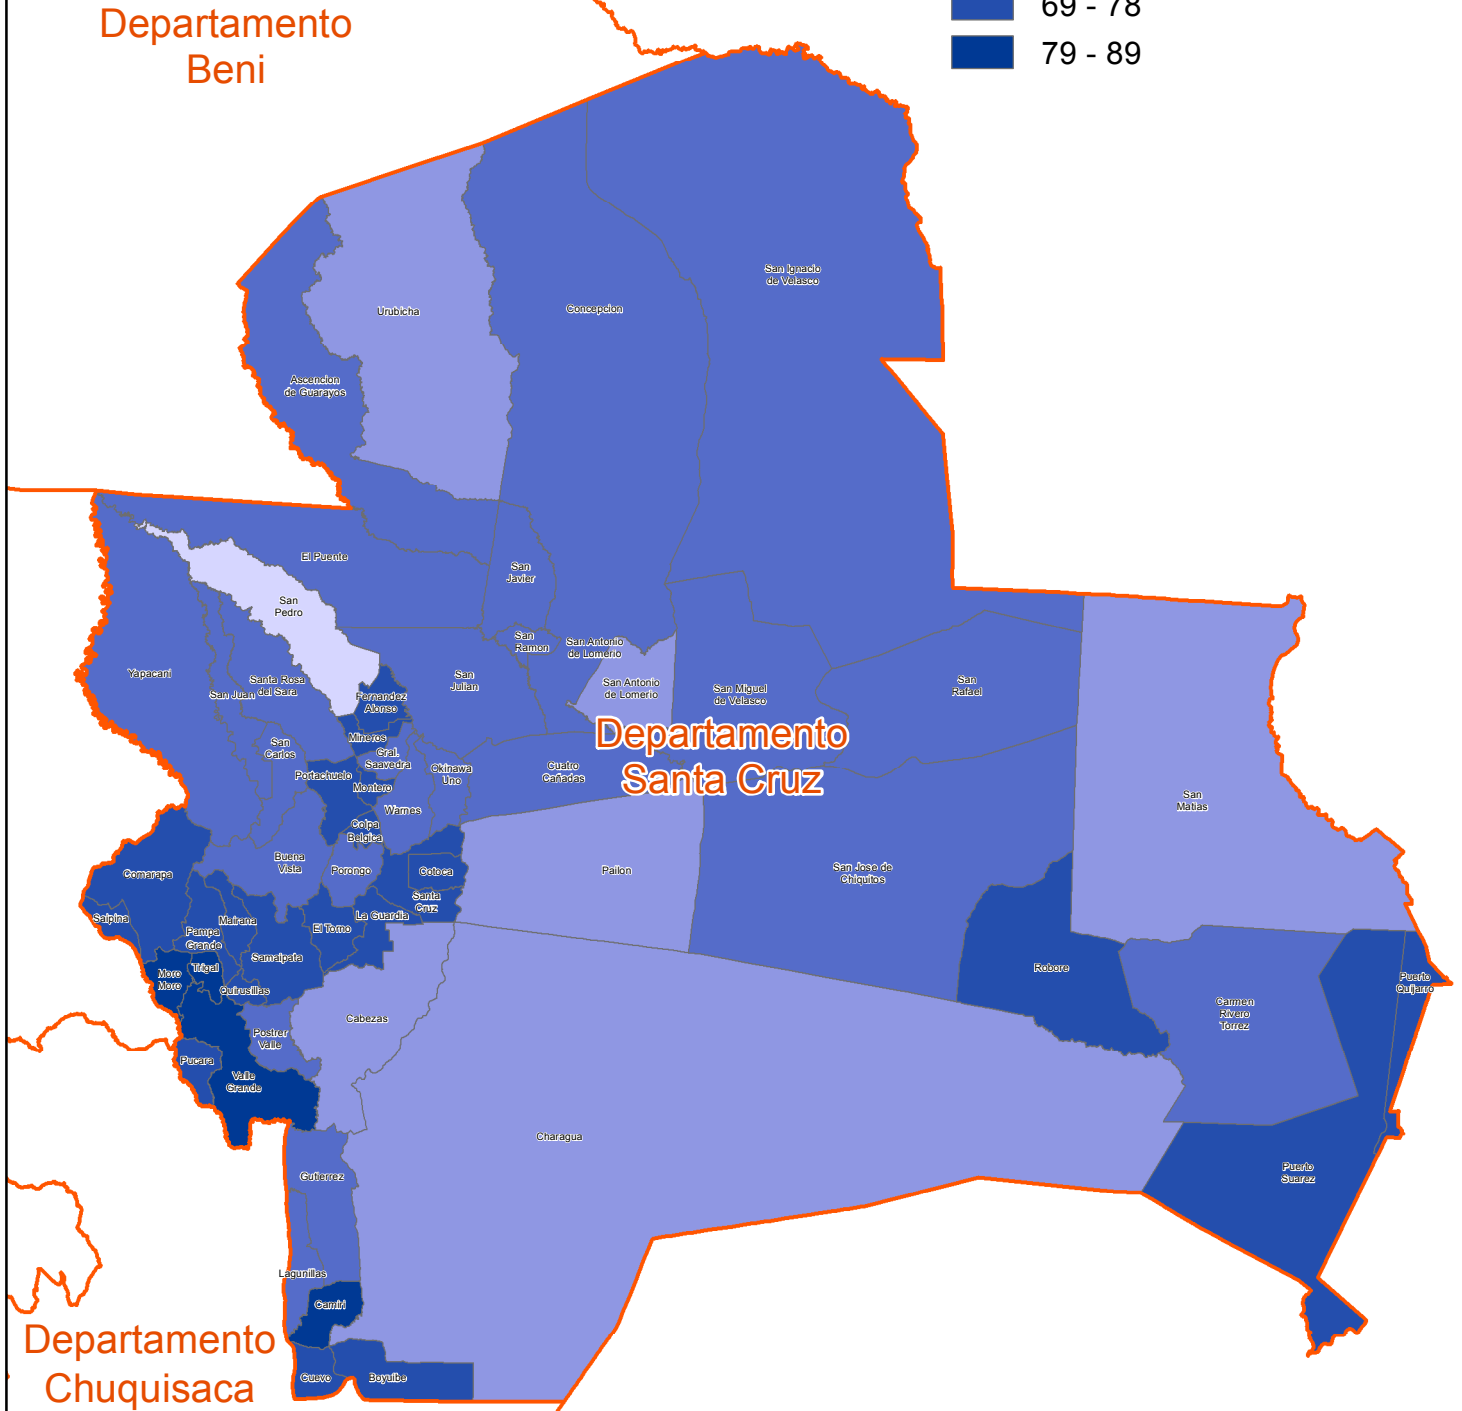 Departamento
Beni
69 - 78
79 - 89
San Ignacio
de Velasco
Urubicha
Concepcion
Ascencion
de Guarayos
El Puente
San
Javier
San
Pedro
San
Ramon
San Antonio
de Lomerio
Yapacani
San Juan
Santa Rosa
del Sara
Fernandez
Alonso
San
Julian
San Antonio
de Lomerio
San Miguel
de Velasco
San
Rafael
Mineros
San
Carlos
Gral.
Saavedra
Departamento
Santa Cruz
Portachuelo
Montero
Okinawa
Uno
Cuatro
Cañadas
San
Matias
Warnes
Colpa
Belgica
Comarapa
Buena
Vista
Porongo
Cotoca
Pailon
San Jose de
Chiquitos
Santa
Cruz
Saipina
Mairana
La Guardia
Pampa
Grande
El Torno
Samaipata
Moro
Moro
Trigal
Robore
Puerto
Quijarro
Quirusillas
Carmen
Rivero
Torrez
Cabezas
Postrer
Valle
Pucara
Valle
Grande
Charagua
Gutierrez
Puerto
Suarez
Lagunillas
Camiri
Departamento
Chuquisaca
Cuevo
Boyuibe